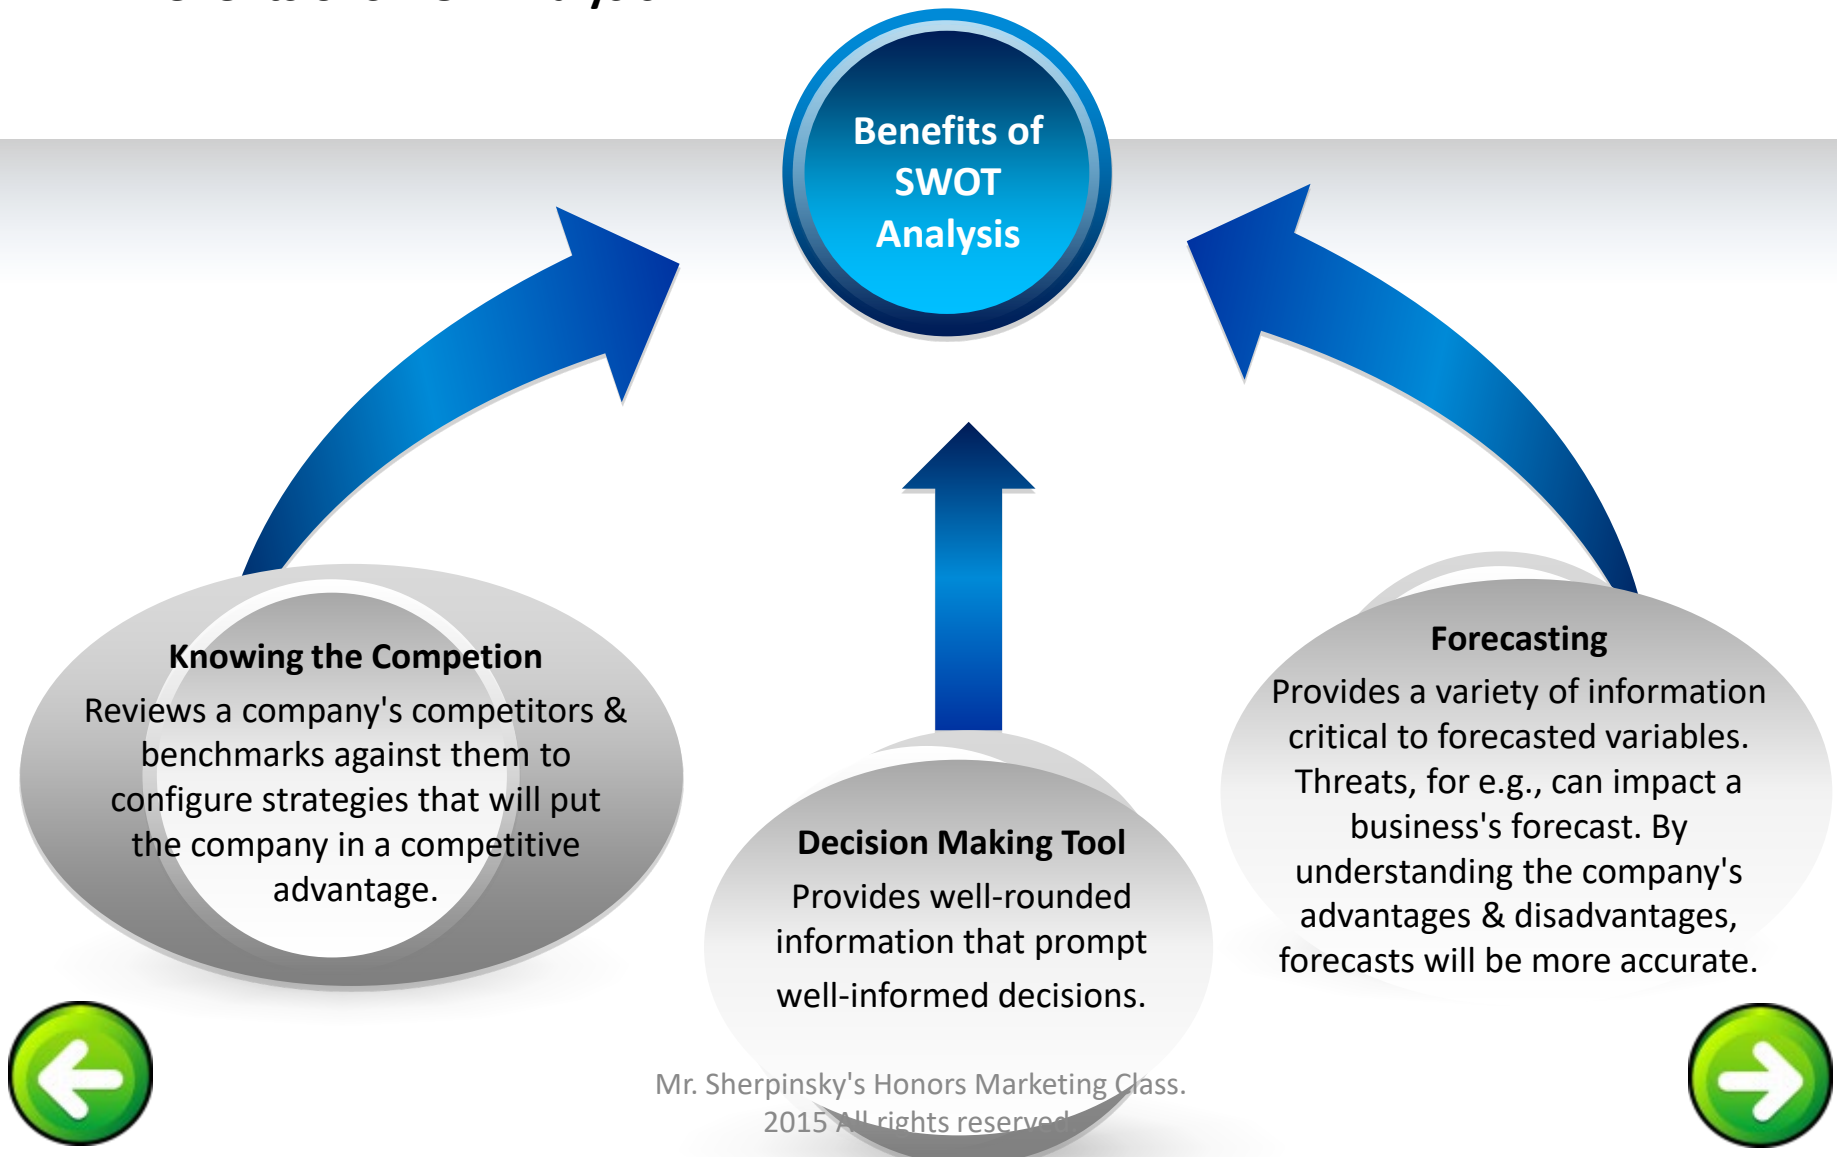 Benefits of
SWOT
Analysis
Knowing the Competion
Reviews a company's competitors &
benchmarks against them to
configure strategies that will put
the company in a competitive
advantage.
Decision Making Tool
Provides well-rounded
information that prompt
well-informed decisions.
Forecasting
Provides a variety of information
critical to forecasted variables.
Threats, for e.g., can impact a
business's forecast. By
understanding the company's
advantages & disadvantages,
forecasts will be more accurate.
Mr. Sherpinsky's Honors Marketing Class.
2015 All rights reserved.